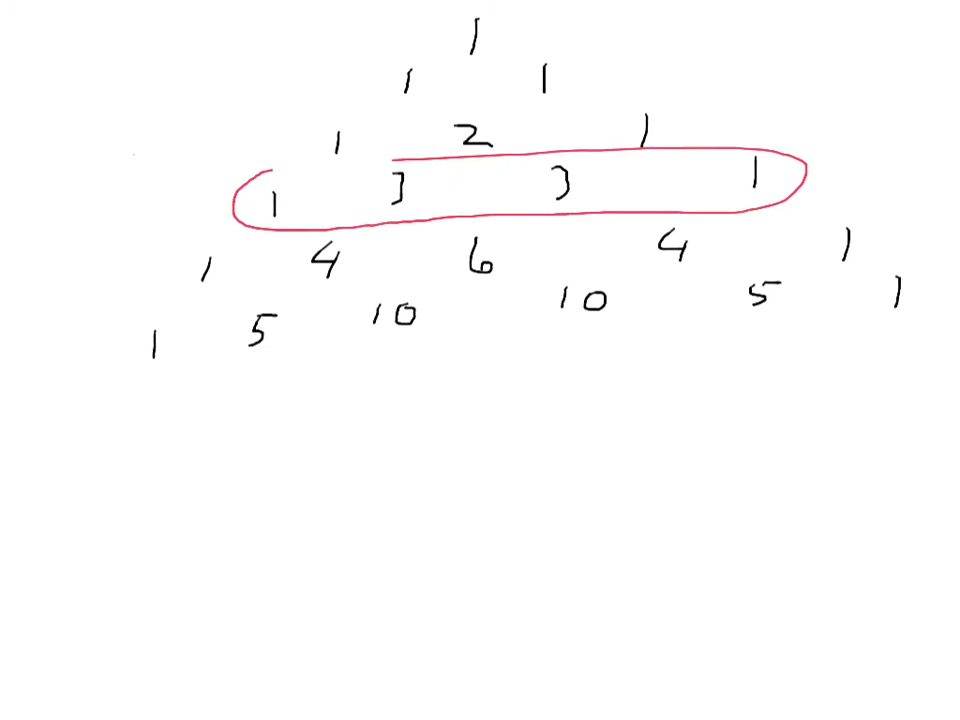 1
1 1
1 2 1
1 3 3 1
1 4 6 4 1
1 5 10 10 5 1